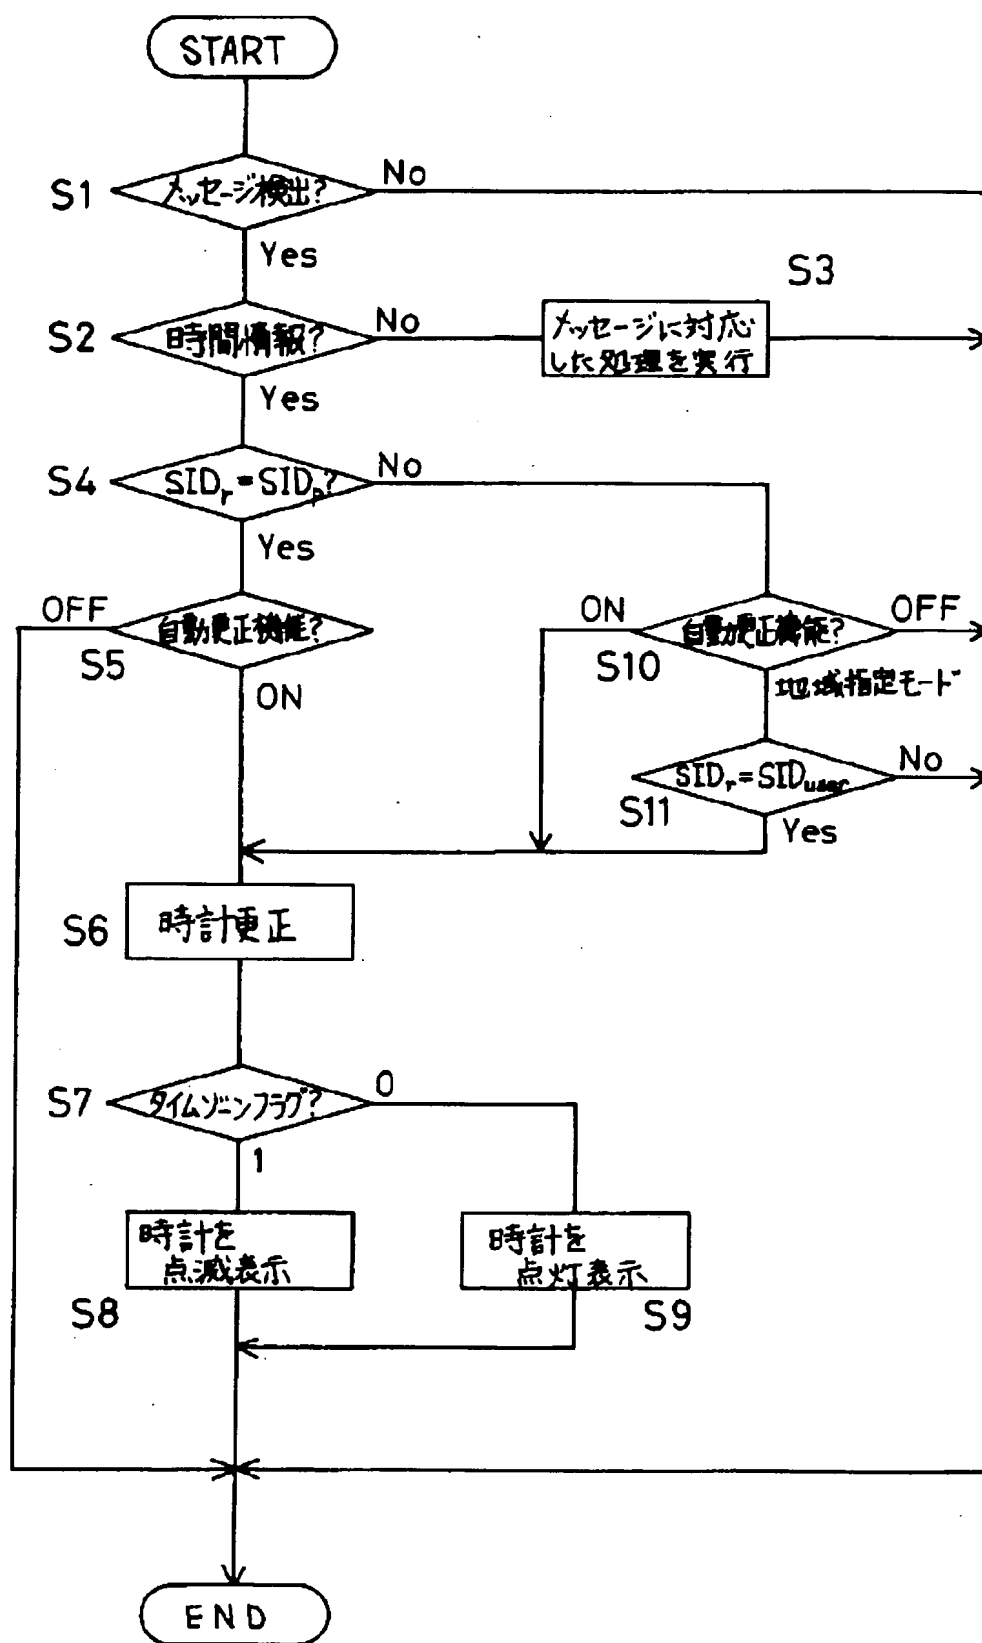 START
S1
メッセージ検出?
No
Yes
S3
S2
時間情報?
No
メッセージに対応
した処理を実行
Yes
S4
SIDr=SIDp?
No
Yes
OFF
自動更正機能?
S5
ON
ON
自動更正機能?
OFF
S10
地域指定モード
SIDr=SIDuser
No
S11
Yes
S6
時計更正
S7
タイムゾーンフラグ?
0
1
時計を
点滅表示
S8
時計を
点灯表示
S9
END